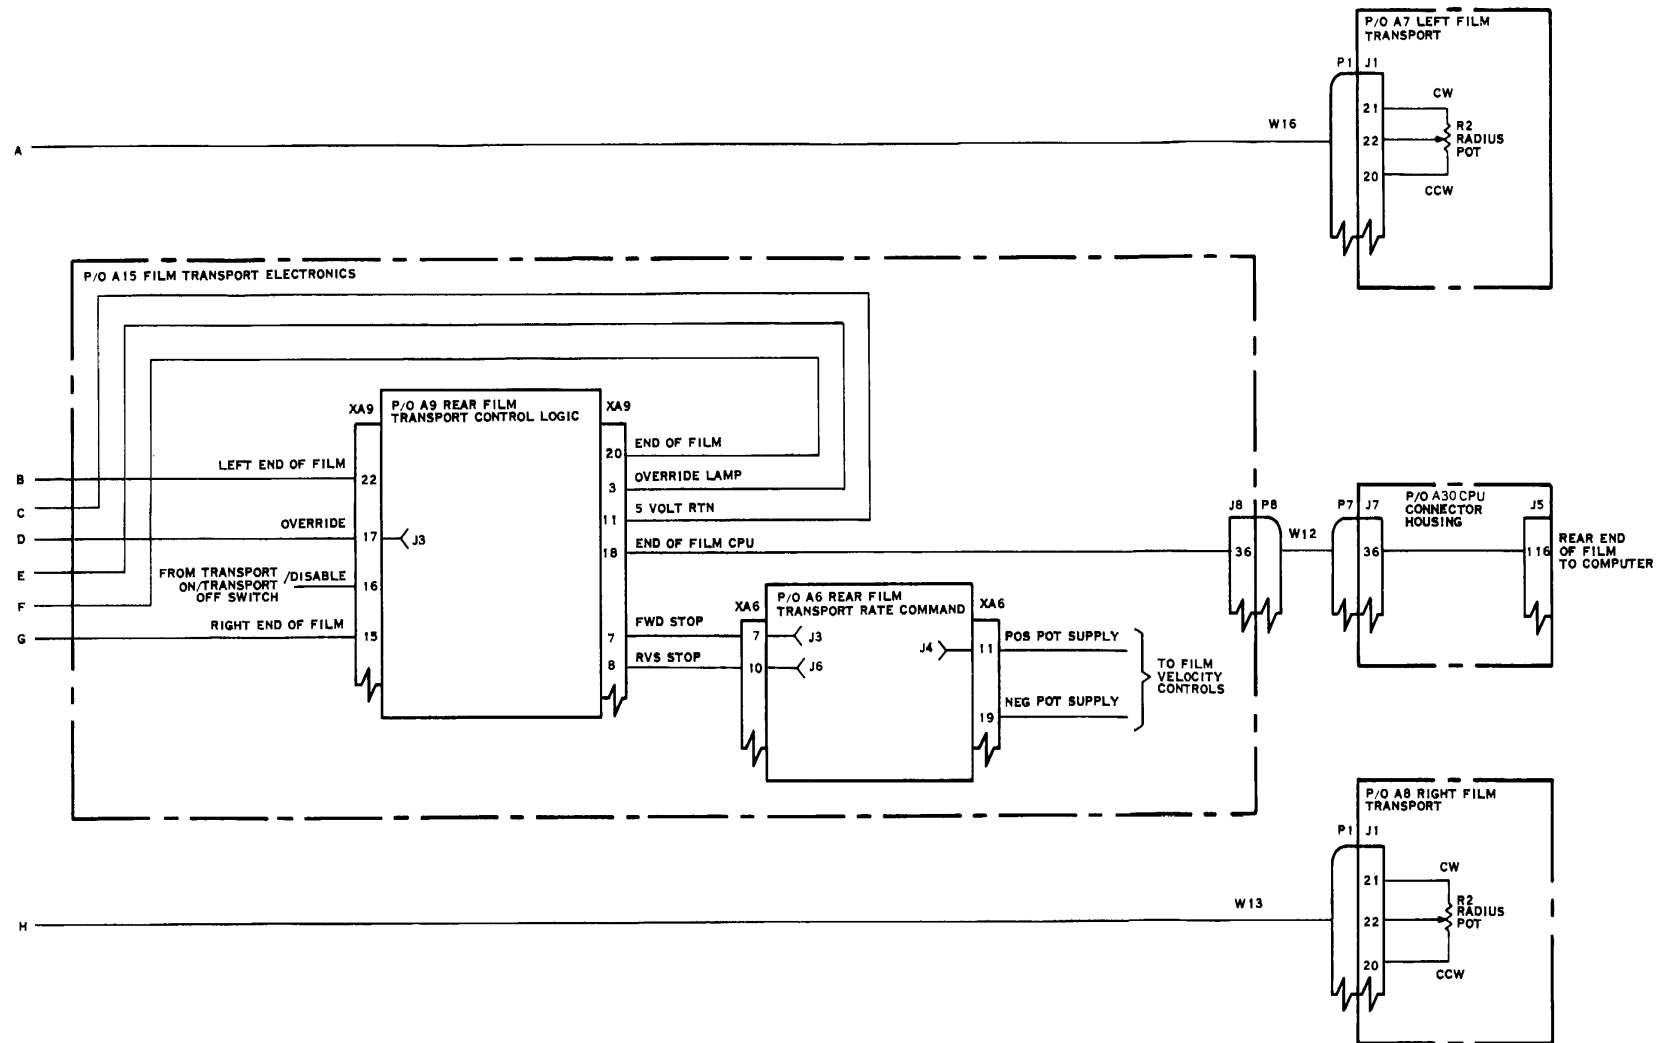 P/O A7 LEFT FILM
TRANSPORT
P1 J1
CW
21
W16
R2
RADIUS
POT
22
A
20
CCW
P/O A15 FILM TRANSPORT ELECTRONICS
XA9
P/O A9 REAR FILM
TRANSPORT CONTROL LOGIC
XA9
20 END OF FILM
B LEFT END OF FILM 22
3 OVERRIDE LAMP
C
11 5 VOLT RTN
D OVERRIDE 17 J3
18 END OF FILM CPU
E
FROM TRANSPORT
ON/TRANSPORT
OFF SWITCH
/DISABLE
16
F
G RIGHT END OF FILM 15
7 FWD STOP
8 RVS STOP
XA6
P/O A6 REAR FILM
TRANSPORT RATE COMMAND
XA6
7 J3
10 J6
J4 11 POS POT SUPPLY
19 NEG POT SUPPLY
TO FILM
VELOCITY
CONTROLS
J8 P8
36
W12
P7 J7
36
P/O A30 CPU
CONNECTOR
HOUSING
J5
116
REAR END
OF FILM
TO COMPUTER
P/O A8 RIGHT FILM
TRANSPORT
P1 J1
CW
21
W13
R2
RADIUS
POT
22
H
20
CCW